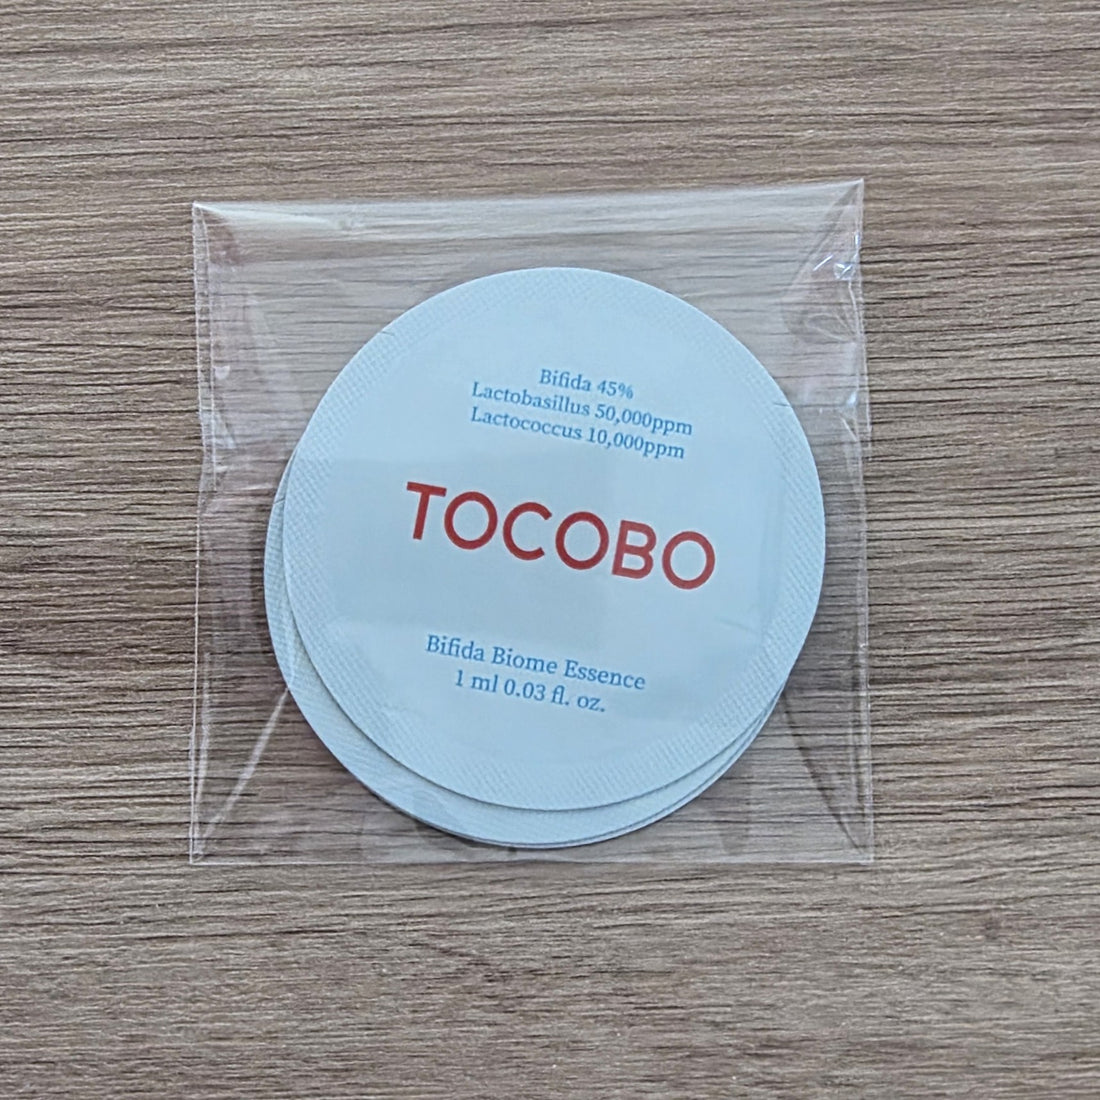 Bifida 45%
Lactobasillus 50,000ppm
Lactococcus 10,000ppm
TOCOBO
Bifida Biome Essence
1 ml 0.03 fl. oz.